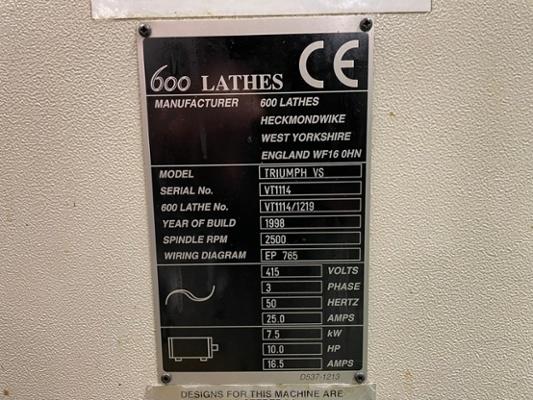 600 LATHES CE
MANUFACTURER 600 LATHES
HECKMONDWIKE
WEST YORKSHIRE
ENGLAND WF16 0HN
MODEL TRIUMPH VS
SERIAL No. VT1114
600 LATHE No. VT1114/1219
YEAR OF BUILD 1998
SPINDLE RPM 2500
WIRING DIAGRAM EP 765
415 VOLTS
3 PHASE
50 HERTZ
25.0 AMPS
7.5 kW
10.0 HP
16.5 AMPS
D537-1213
DESIGNS FOR THIS MACHINE ARE